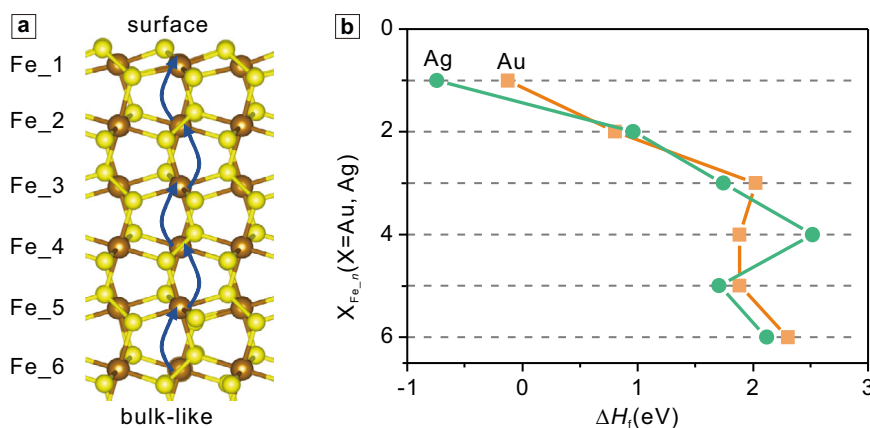 a
surface
Fe_1
Fe_2
Fe_3
Fe_4
Fe_5
Fe_6
bulk-like
b
0
2
4
6
X_Fe_n(X=Au, Ag)
Ag
Au
-1
0
1
2
3
ΔH_f(eV)